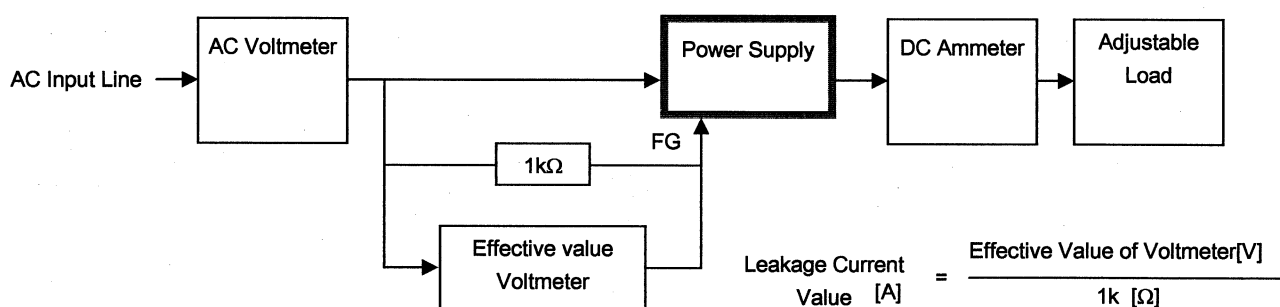 AC Input Line
AC Voltmeter
Power Supply
DC Ammeter
Adjustable
Load
FG
1kΩ
Effective value
Voltmeter
Leakage Current
Value [A]
=
Effective Value of Voltmeter[V]
1k [Ω]